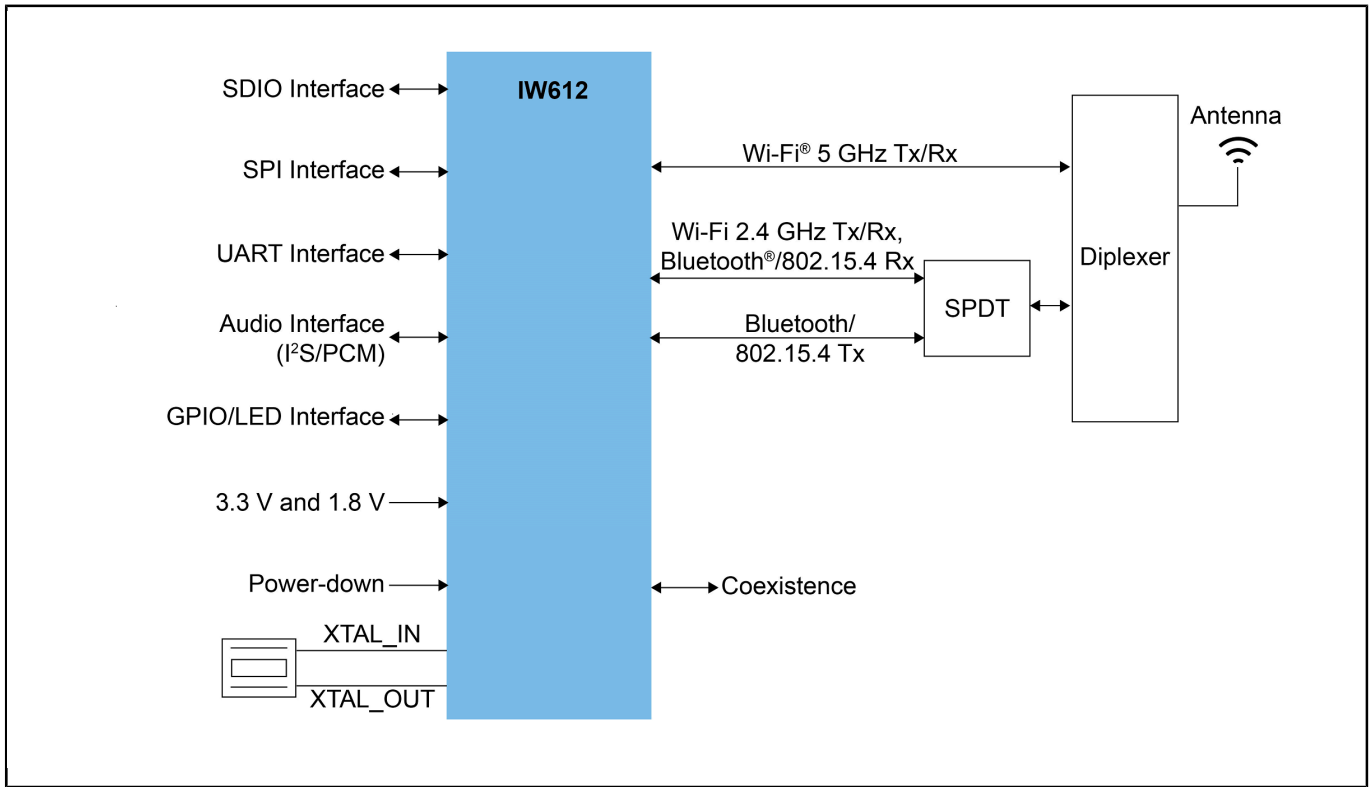 IW612
SDIO Interface
SPI Interface
UART Interface
Audio Interface
(I²S/PCM)
GPIO/LED Interface
3.3 V and 1.8 V
Power-down
XTAL_IN
XTAL_OUT
Wi-Fi® 5 GHz Tx/Rx
Wi-Fi 2.4 GHz Tx/Rx,
Bluetooth®/802.15.4 Rx
Bluetooth/
802.15.4 Tx
Coexistence
SPDT
Diplexer
Antenna